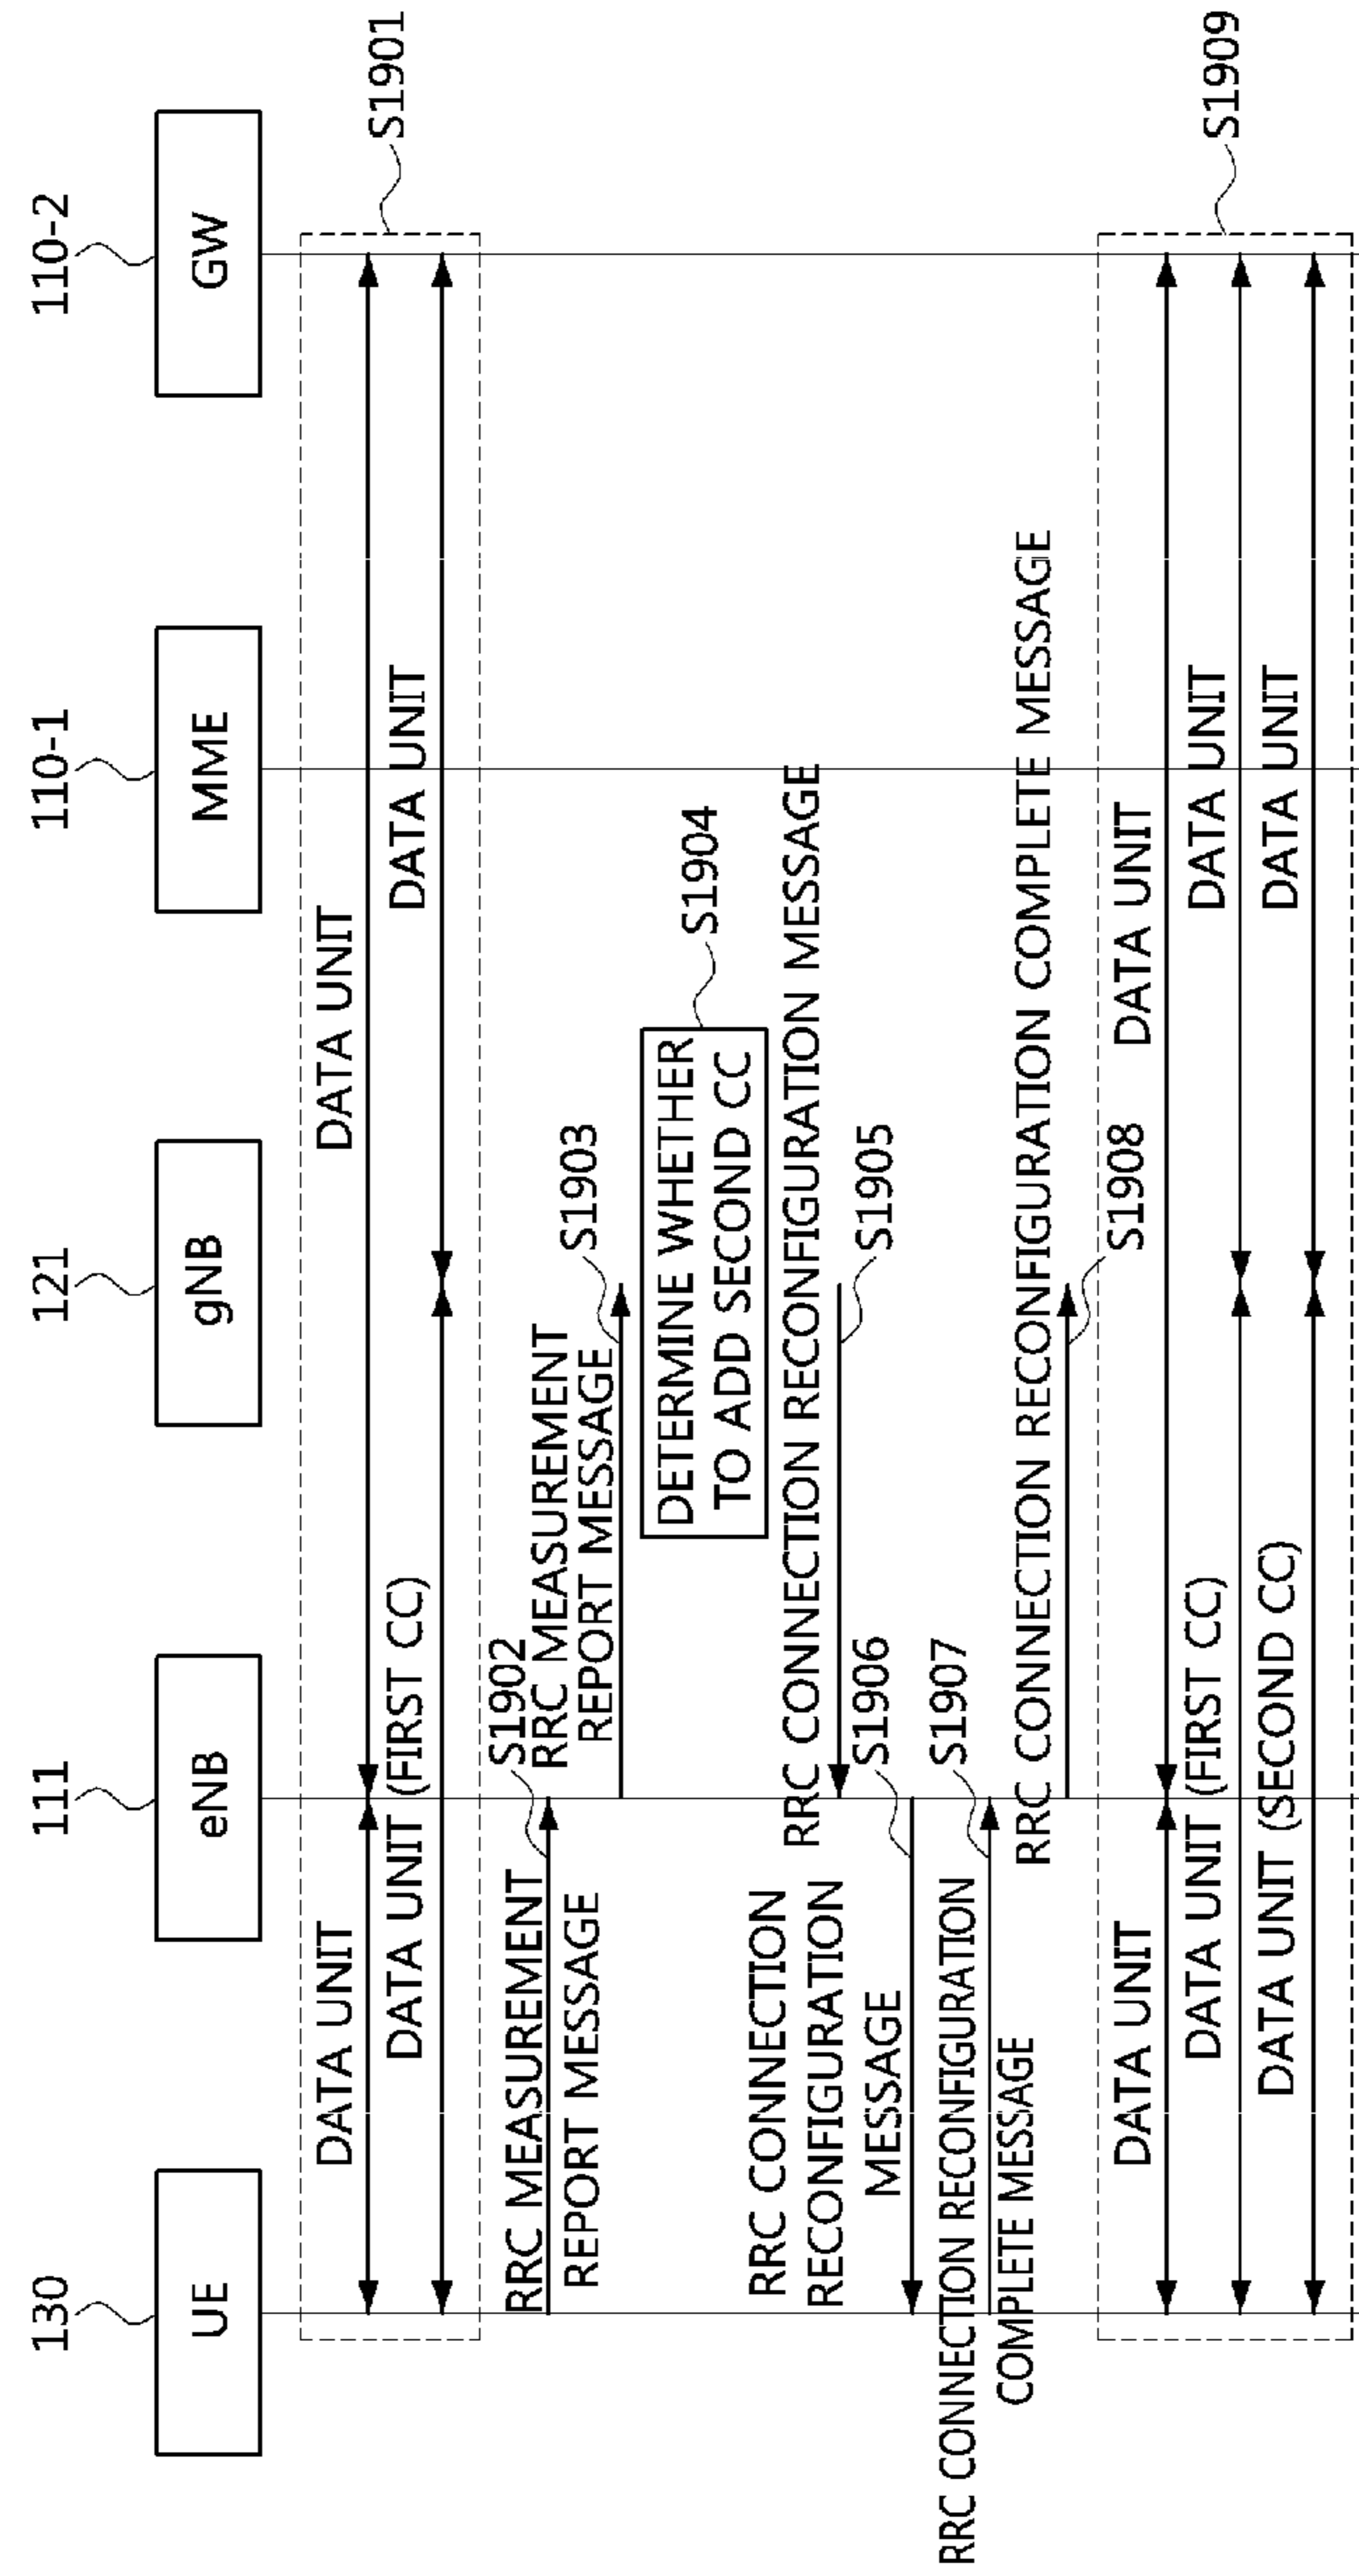 130
111
121
110-1
110-2
UE
eNB
gNB
MME
GW
S1901
DATA UNIT
DATA UNIT
DATA UNIT (FIRST CC)
DATA UNIT
S1902
RRC MEASUREMENT
REPORT MESSAGE
RRC MEASUREMENT
REPORT MESSAGE
S1903
DETERMINE WHETHER
TO ADD SECOND CC
S1904
RRC CONNECTION RECONFIGURATION MESSAGE
S1905
RRC CONNECTION
RECONFIGURATION
MESSAGE
S1906
S1907
RRC CONNECTION RECONFIGURATION
COMPLETE MESSAGE
RRC CONNECTION RECONFIGURATION COMPLETE MESSAGE
S1908
DATA UNIT
DATA UNIT
S1909
DATA UNIT (FIRST CC)
DATA UNIT
DATA UNIT (SECOND CC)
DATA UNIT